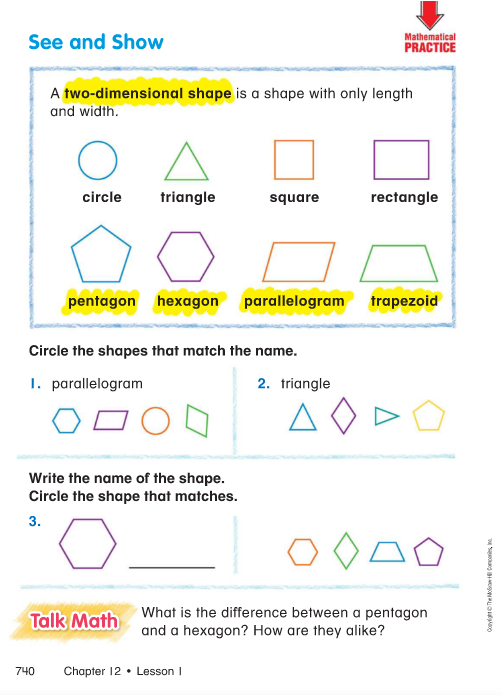 See and Show
Mathematical
PRACTICE
A two-dimensional shape is a shape with only length
and width.
circle triangle square rectangle
pentagon hexagon parallelogram trapezoid
Circle the shapes that match the name.
1. parallelogram
2. triangle
Write the name of the shape.
Circle the shape that matches.
3.
Talk Math
What is the difference between a pentagon
and a hexagon? How are they alike?
740 Chapter 12 • Lesson 1
Copyright © The McGraw-Hill Companies, Inc.